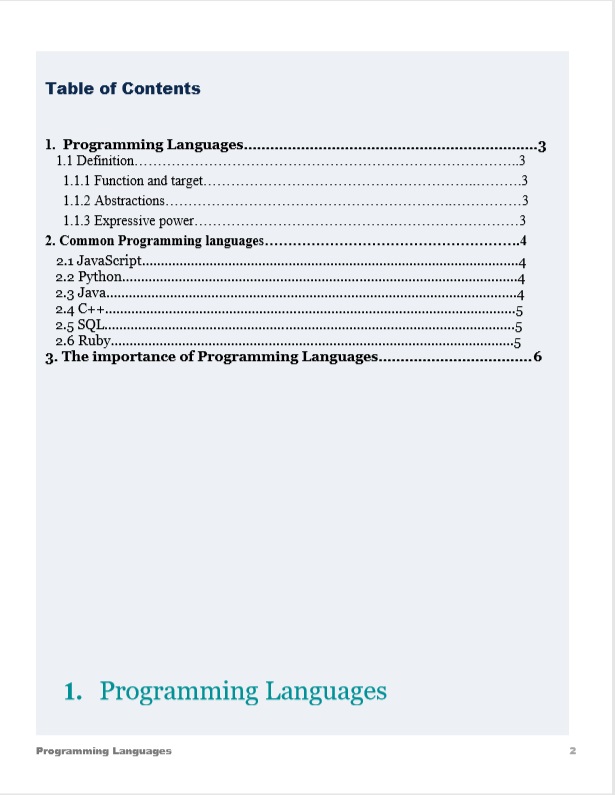 Table of Contents
1. Programming Languages..................................................................3
1.1 Definition……………………………………………………………………..3
1.1.1 Function and target……………………………………………...……….3
1.1.2 Abstractions………………………………………………...…………..3
1.1.3 Expressive power……………………………………………………….3
2. Common Programming languages…………………………………………..4
2.1 JavaScript.............................................................................................4
2.2 Python..................................................................................................4
2.3 Java......................................................................................................4
2.4 C++......................................................................................................5
2.5 SQL......................................................................................................5
2.6 Ruby.....................................................................................................5
3. The importance of Programming Languages..................................6
1. Programming Languages
Programming Languages 2